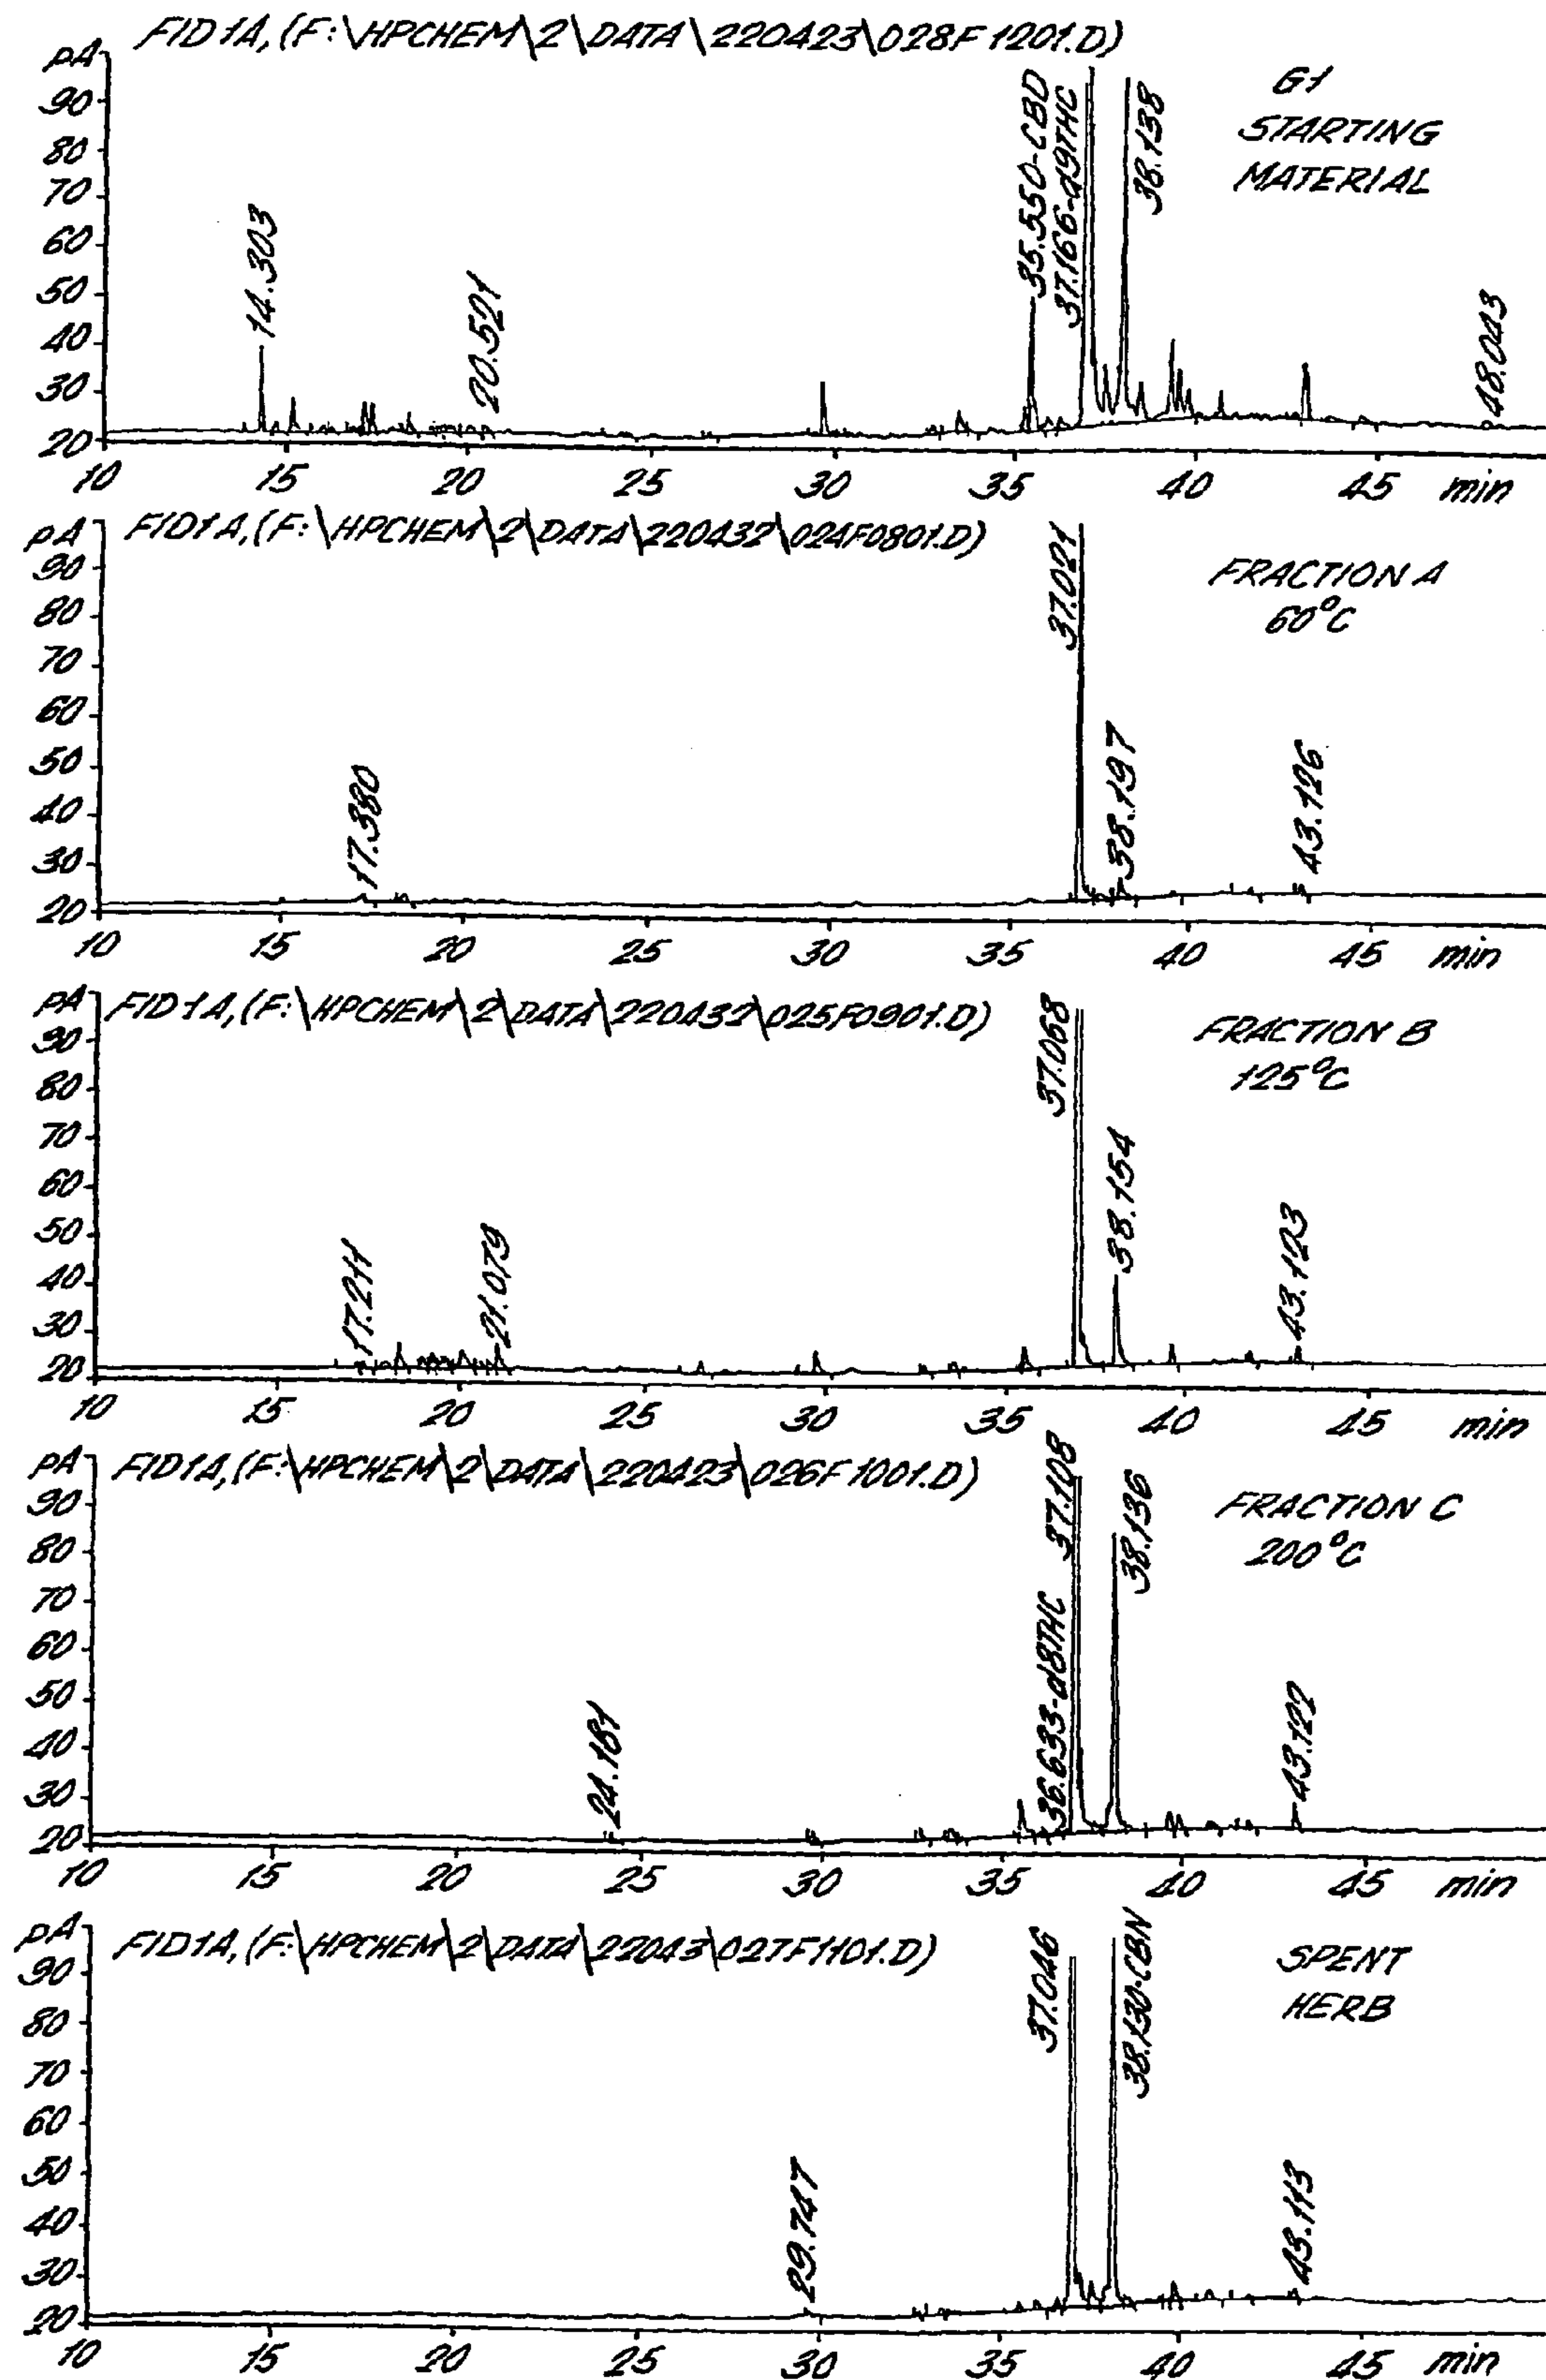 FID1A, (F:\HPCHEM\2\DATA\220423\028F1201.D)
pA
90
80
70
60
50
40
30
20
14.303
20.521
35.550-CBD
37.166-d9THC
38.138
48.043
G1
STARTING
MATERIAL
10 15 20 25 30 35 40 45 min
FID1A, (F:\HPCHEM\2\DATA\220432\024F0801.D)
pA
90
80
70
60
50
40
30
20
17.380
37.021
38.197
43.126
FRACTION A
60°C
10 15 20 25 30 35 40 45 min
FID1A, (F:\HPCHEM\2\DATA\220432\025F0901.D)
pA
90
80
70
60
50
40
30
20
17.211
21.079
37.068
38.154
43.123
FRACTION B
125°C
10 15 20 25 30 35 40 45 min
FID1A, (F:\HPCHEM\2\DATA\220423\026F1001.D)
pA
90
80
70
60
50
40
30
20
24.161
36.633-d8THC
37.108
38.136
43.122
FRACTION C
200°C
10 15 20 25 30 35 40 45 min
FID1A, (F:\HPCHEM\2\DATA\22043\027F1101.D)
pA
90
80
70
60
50
40
30
20
29.747
37.046
38.130-CBN
43.113
SPENT
HERB
10 15 20 25 30 35 40 45 min